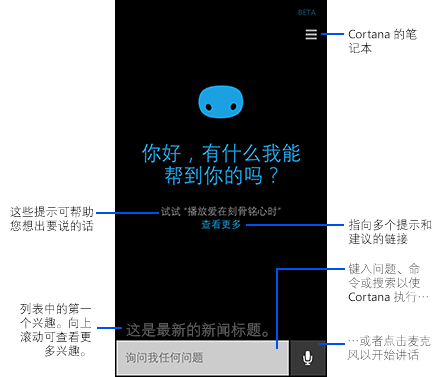 BETA
Cortana 的笔
记本
你好，有什么我能
帮到你的吗？
这些提示可帮助
您想出要说的话
试试 “播放爱在刻骨铭心时”
查看更多
指向多个提示和
建议的链接
键入问题、命
令或搜索以使
Cortana 执行…
列表中的第一
个兴趣。向上
滚动可查看更
多兴趣。
这是最新的新闻标题。
询问我任何问题
…或者点击麦克
风以开始讲话